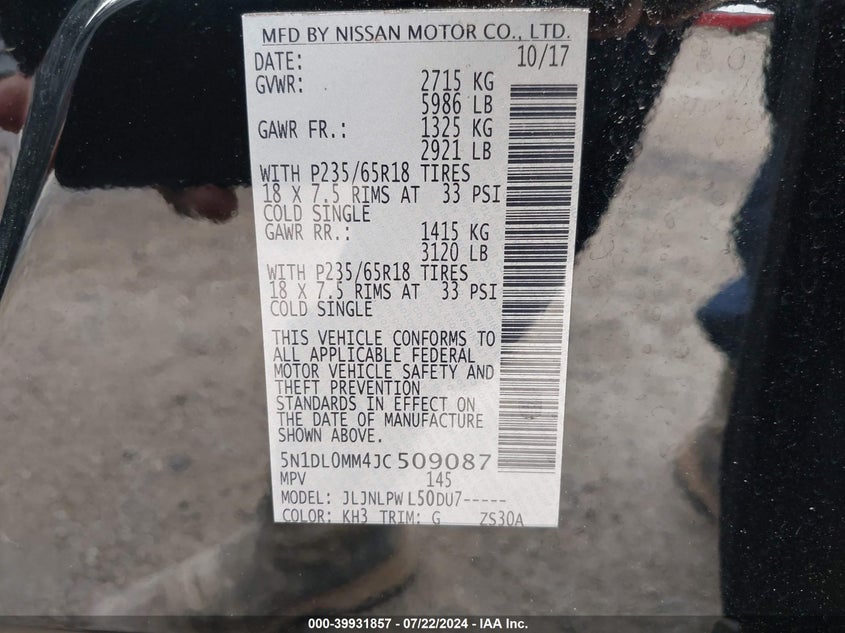 MFD BY NISSAN MOTOR CO., LTD.
DATE: 10/17
GVWR: 2715 KG
5986 LB
GAWR FR.: 1325 KG
2921 LB
WITH P235/65R18 TIRES
18 X 7.5 RIMS AT 33 PSI
COLD SINGLE
GAWR RR.: 1415 KG
3120 LB
WITH P235/65R18 TIRES
18 X 7.5 RIMS AT 33 PSI
COLD SINGLE
THIS VEHICLE CONFORMS TO
ALL APPLICABLE FEDERAL
MOTOR VEHICLE SAFETY AND
THEFT PREVENTION
STANDARDS IN EFFECT ON
THE DATE OF MANUFACTURE
SHOWN ABOVE.
5N1DL0MM4JC509087
MPV 145
MODEL: JLJNLPW L50DU7-----
COLOR: KH3 TRIM: G ZS30A
000-39931857 / 07/22/2024 - IAA Inc.